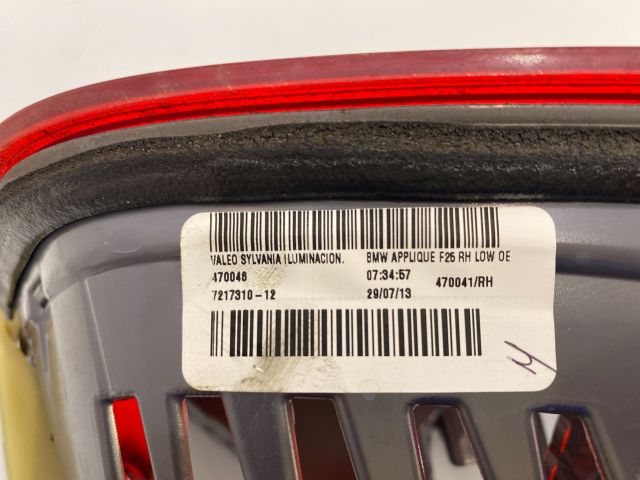 VALEO SYLVANIA ILUMINACION. BMW APPLIQUE F25 RH LOW OE
470048 07:34:57 470041/RH
7217310-12 29/07/13